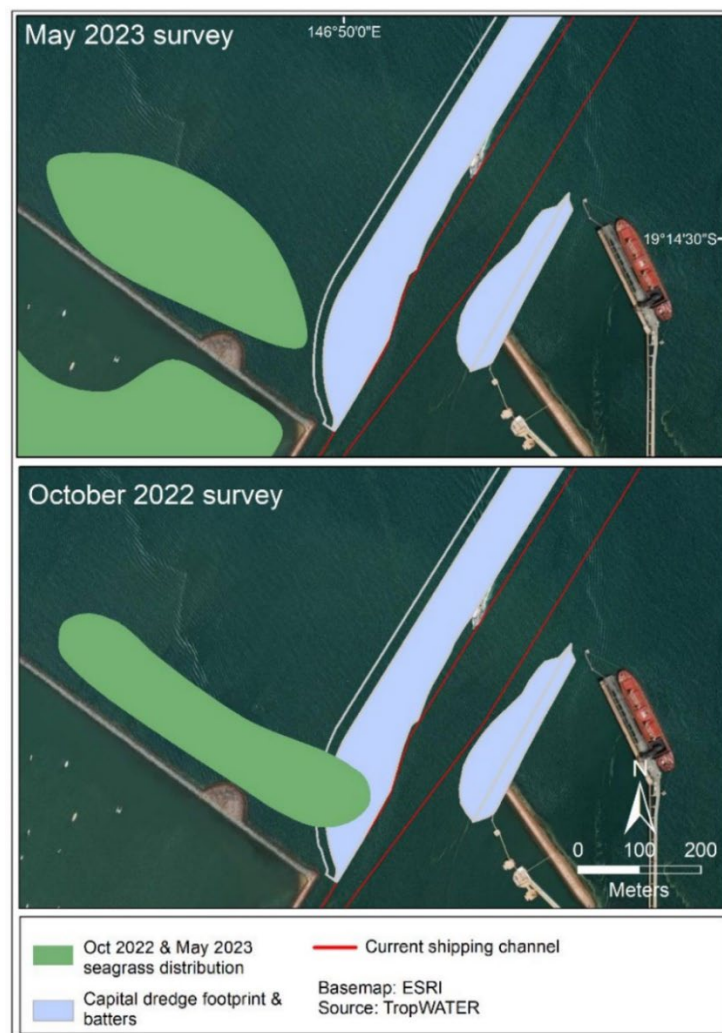 May 2023 survey
146°50'0"E
19°14'30"S
October 2022 survey
N
0 100 200
Meters
Oct 2022 & May 2023
seagrass distribution
Capital dredge footprint &
batters
Current shipping channel
Basemap: ESRI
Source: TropWATER